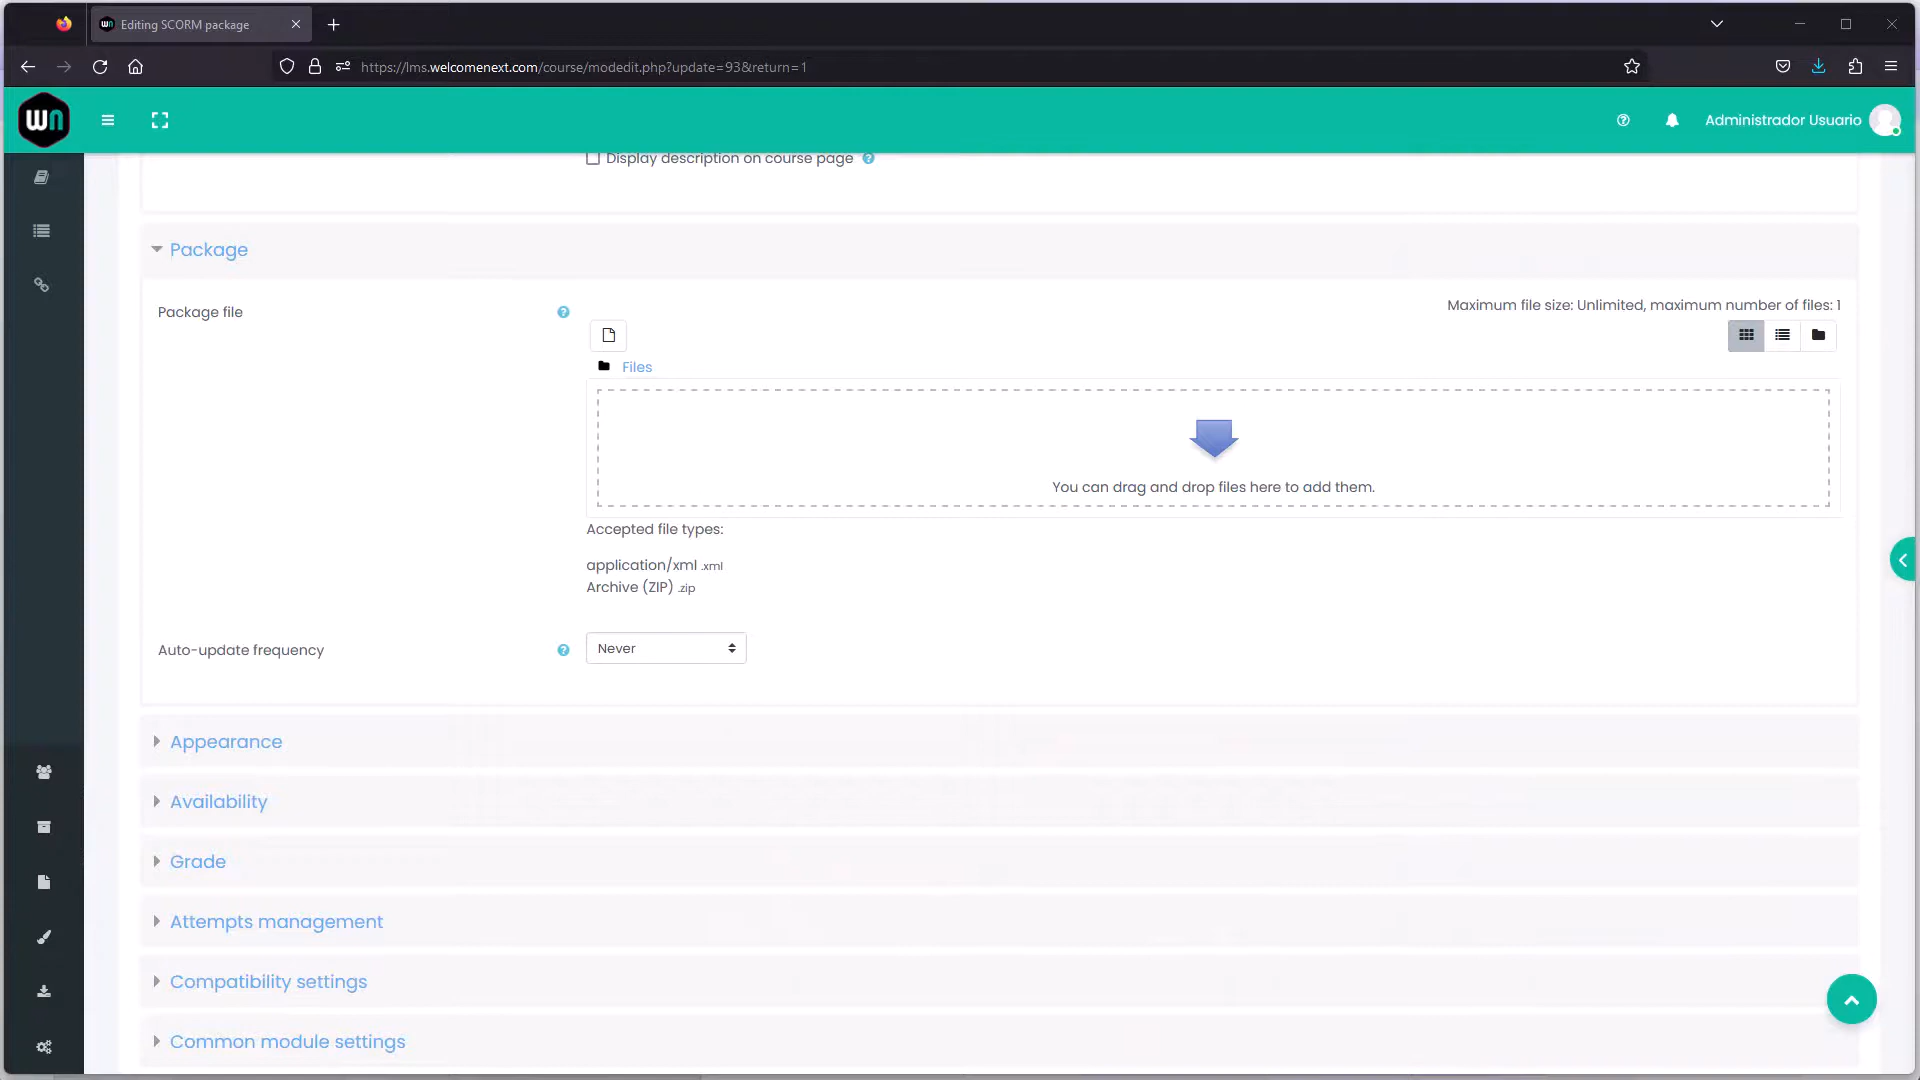 Editing SCORM package
https://lms.welcomenext.com/course/modedit.php?update=93&return=1
wn
Administrador Usuario
Display description on course page
Package
Package file
Maximum file size: Unlimited, maximum number of files: 1
Files
You can drag and drop files here to add them.
Accepted file types:
application/xml .xml
Archive (ZIP) .zip
Auto-update frequency
Never
Appearance
Availability
Grade
Attempts management
Compatibility settings
Common module settings